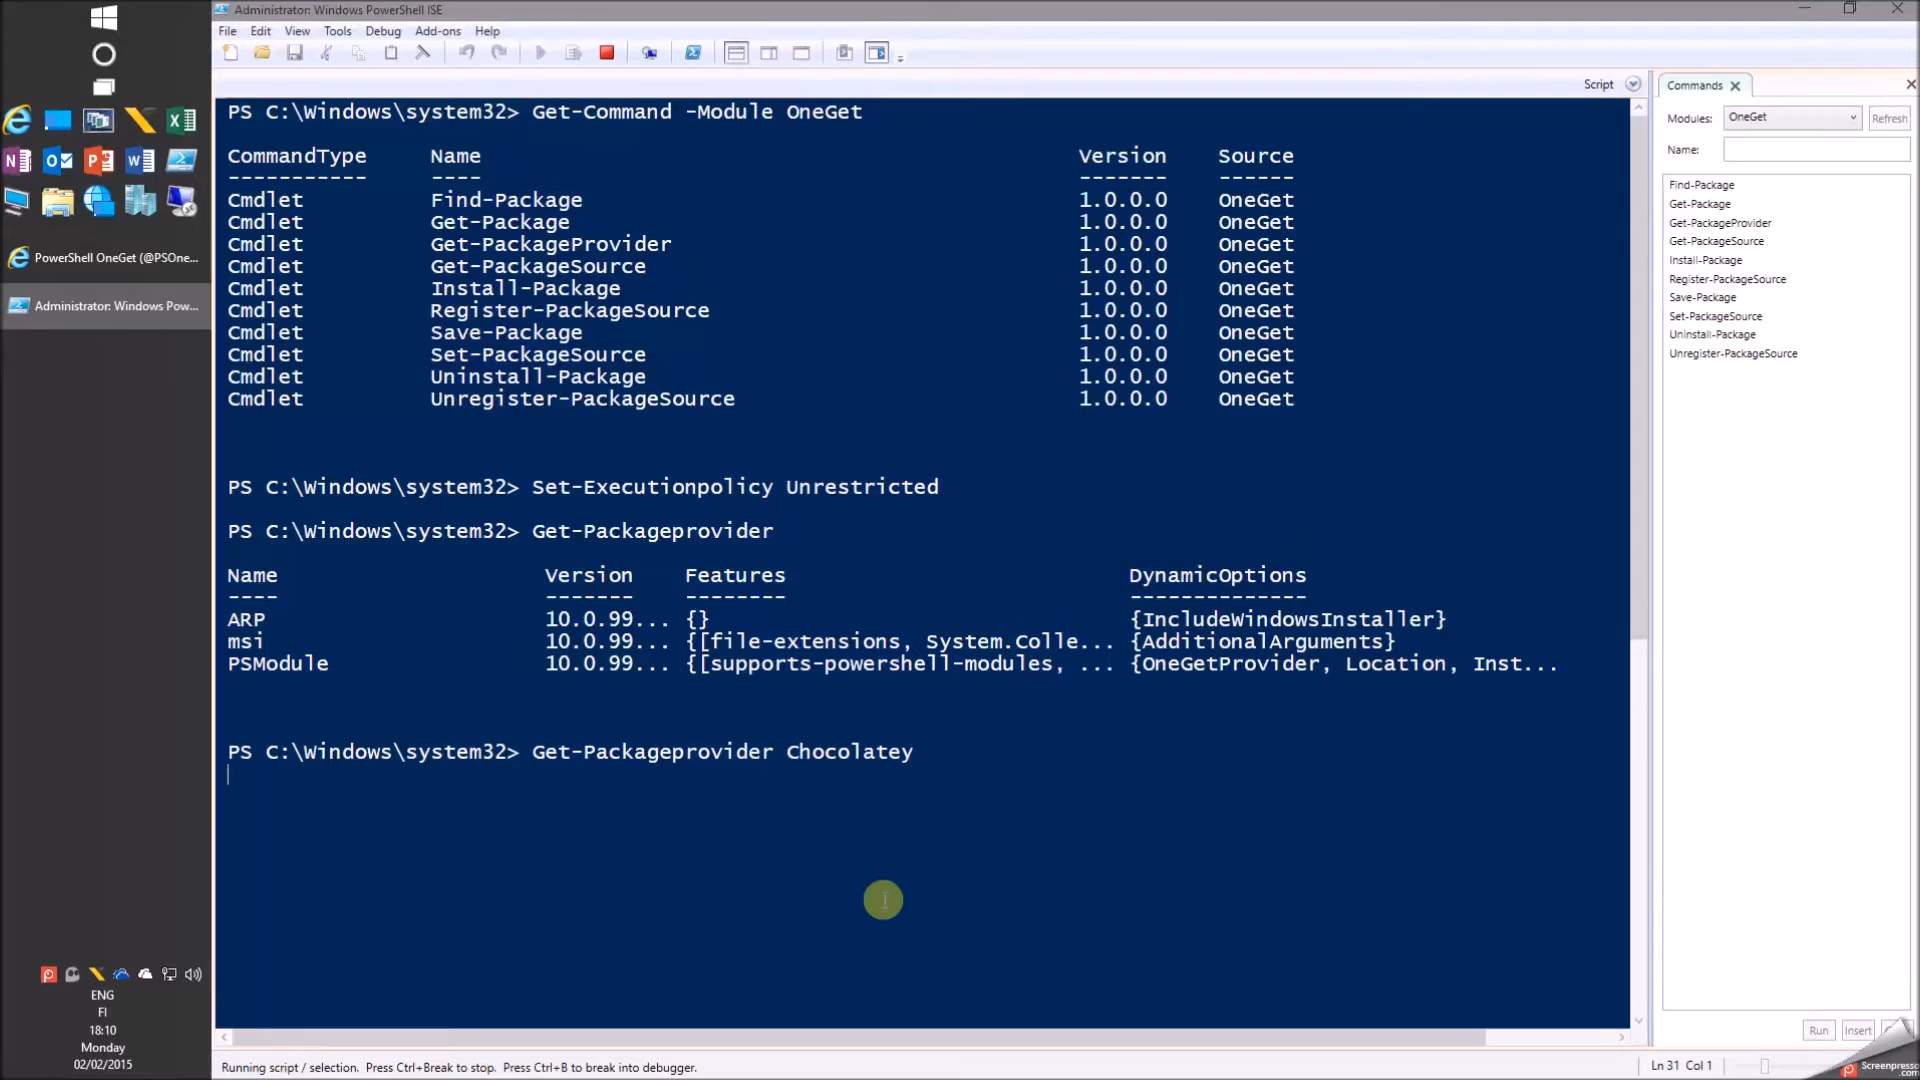 Administrator: Windows PowerShell ISE
File Edit View Tools Debug Add-ons Help
Script
PS C:\Windows\system32> Get-Command -Module OneGet
CommandType Name Version Source
----------- ---- ------- ------
Cmdlet Find-Package 1.0.0.0 OneGet
Cmdlet Get-Package 1.0.0.0 OneGet
Cmdlet Get-PackageProvider 1.0.0.0 OneGet
Cmdlet Get-PackageSource 1.0.0.0 OneGet
Cmdlet Install-Package 1.0.0.0 OneGet
Cmdlet Register-PackageSource 1.0.0.0 OneGet
Cmdlet Save-Package 1.0.0.0 OneGet
Cmdlet Set-PackageSource 1.0.0.0 OneGet
Cmdlet Uninstall-Package 1.0.0.0 OneGet
Cmdlet Unregister-PackageSource 1.0.0.0 OneGet
PS C:\Windows\system32> Set-Executionpolicy Unrestricted
PS C:\Windows\system32> Get-Packageprovider
Name Version Features DynamicOptions
---- ------- -------- --------------
ARP 10.0.99... {} {IncludeWindowsInstaller}
msi 10.0.99... {[file-extensions, System.Colle... {AdditionalArguments}
PSModule 10.0.99... {[supports-powershell-modules, ... {OneGetProvider, Location, Inst...
PS C:\Windows\system32> Get-Packageprovider Chocolatey
Commands
Modules: OneGet Refresh
Name:
Find-Package
Get-Package
Get-PackageProvider
Get-PackageSource
Install-Package
Register-PackageSource
Save-Package
Set-PackageSource
Uninstall-Package
Unregister-PackageSource
Run Insert
PowerShell OneGet (@PSOne...
Administrator: Windows Pow...
ENG
FI
18:10
Monday
02/02/2015
Running script / selection. Press Ctrl+Break to stop. Press Ctrl+B to break into debugger.
Ln 31 Col 1